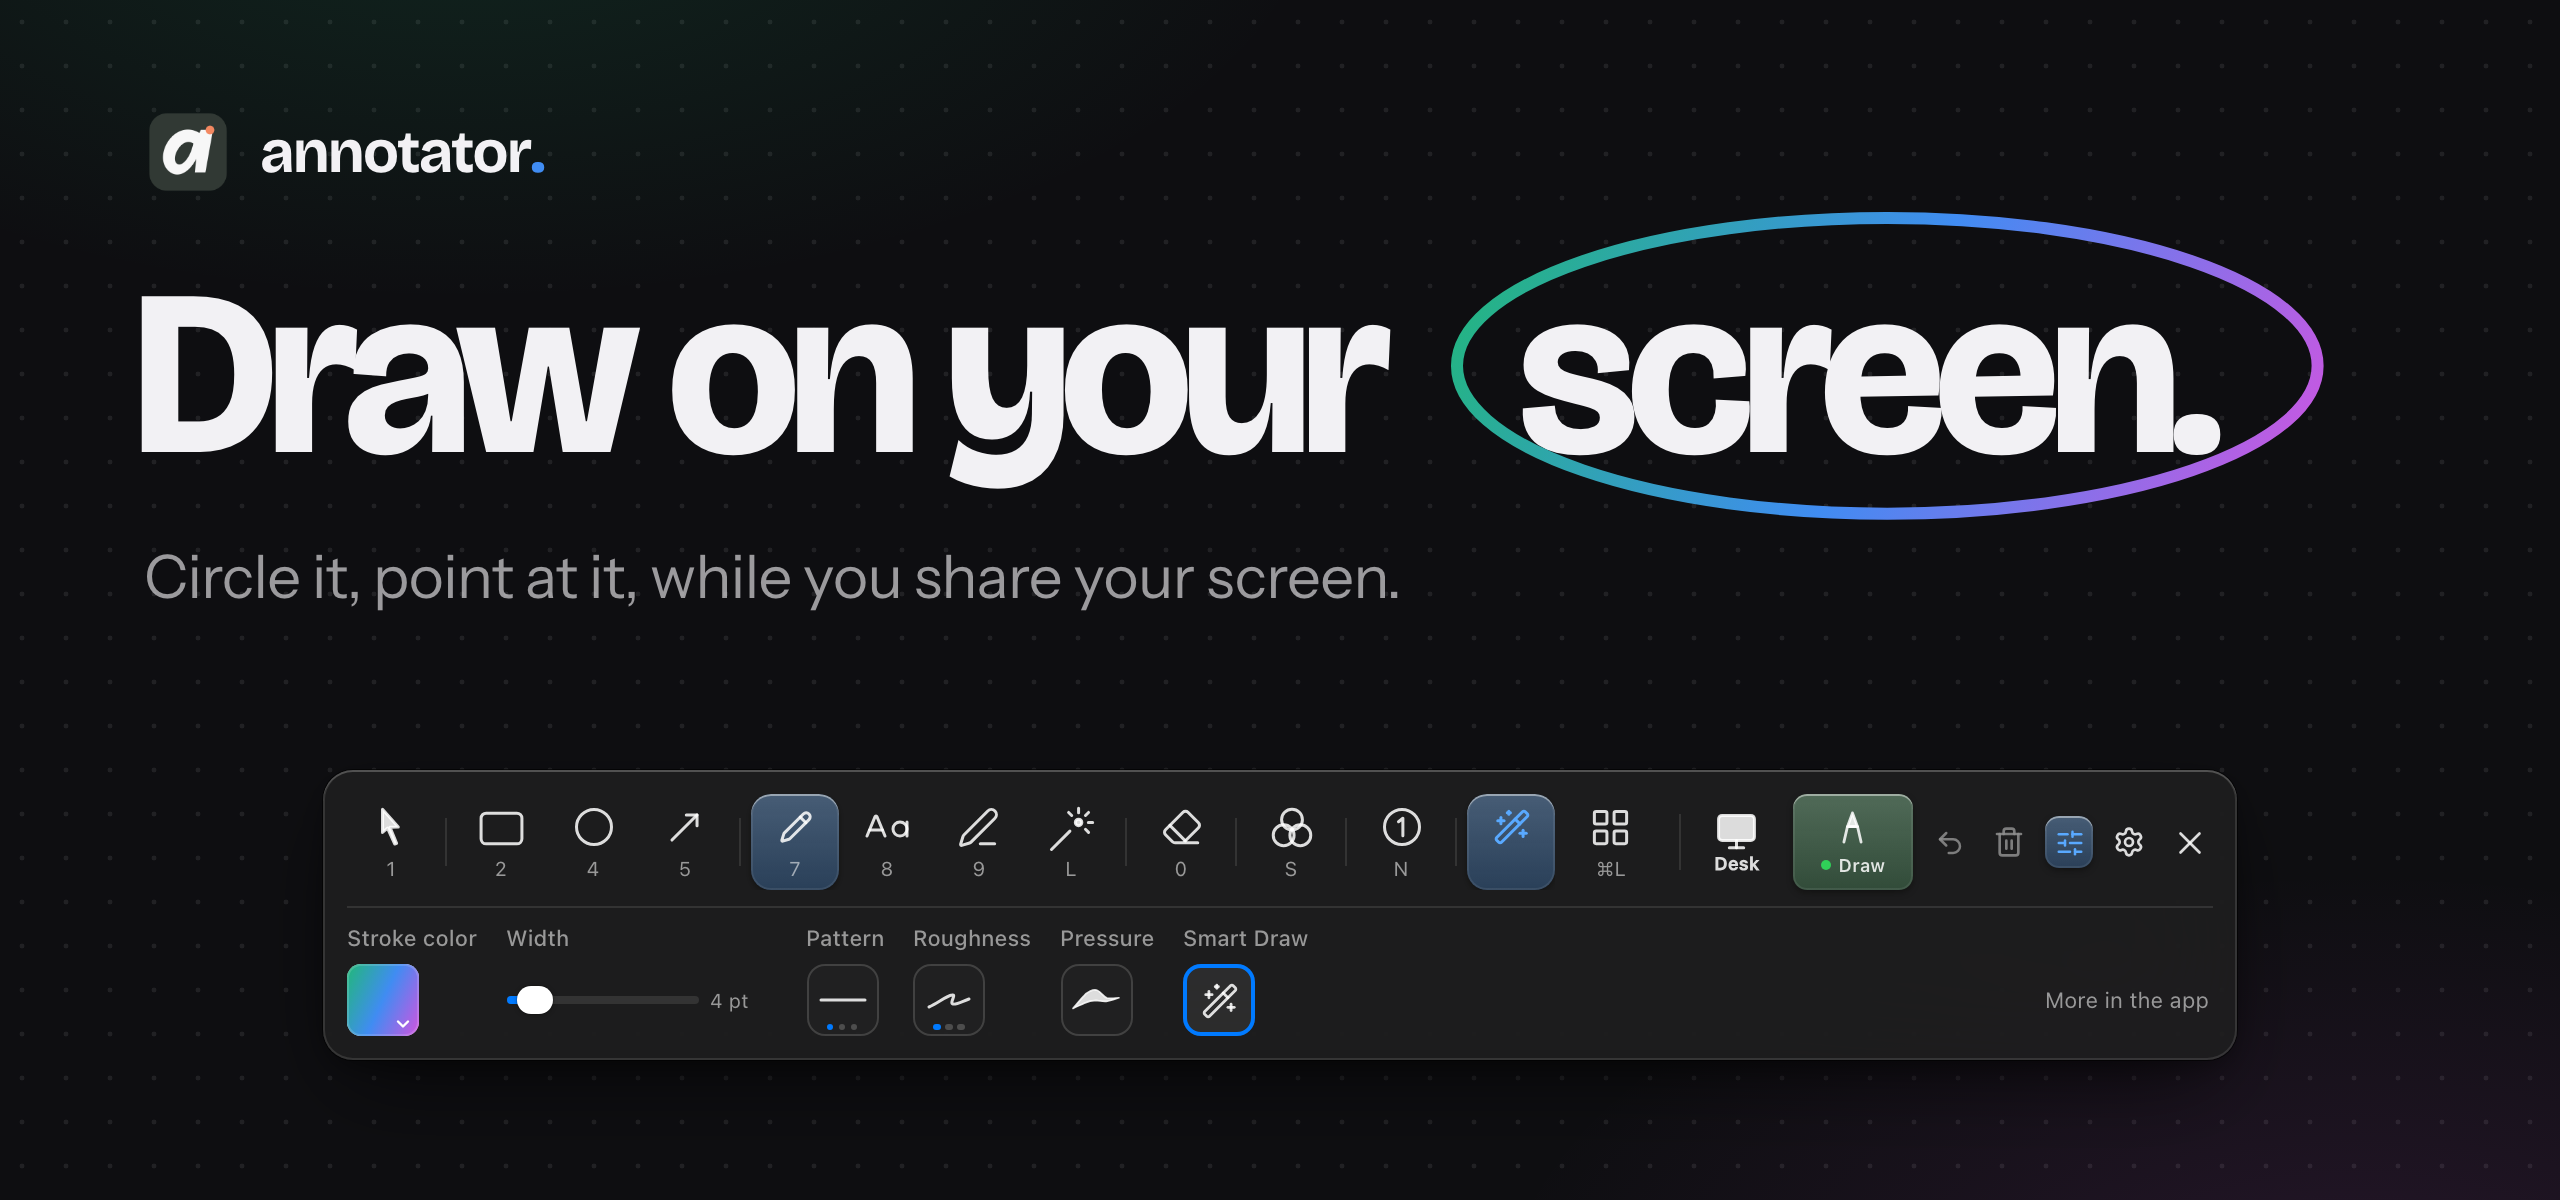 a annotator.
Draw on your screen.
Circle it, point at it, while you share your screen.
1 2 4 5 7 8 9 L 0 S N ⌘L Desk Draw
Stroke color Width Pattern Roughness Pressure Smart Draw
4 pt More in the app